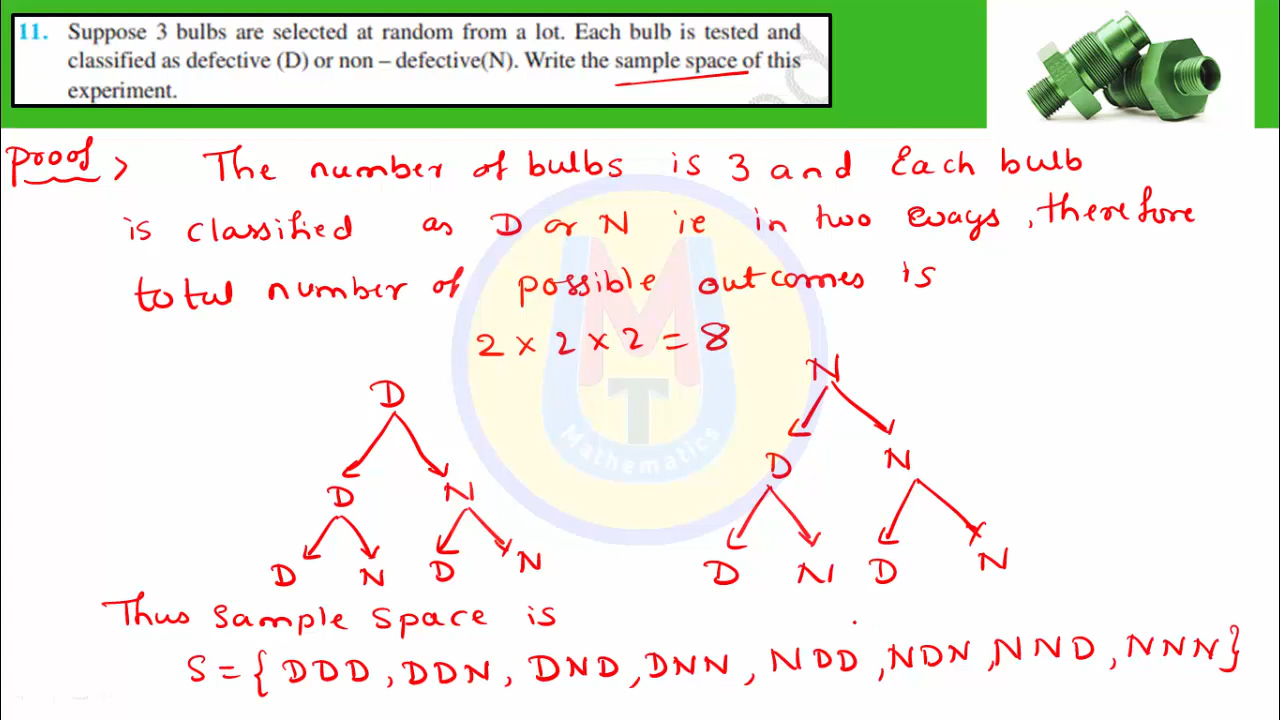 11. Suppose 3 bulbs are selected at random from a lot. Each bulb is tested and
classified as defective (D) or non – defective(N). Write the sample space of this
experiment.
Proof > The number of bulbs is 3 and Each bulb
is classified as D or N ie in two ways, therefore
total number of possible outcomes is
2 × 2 × 2 = 8
D N
D N D N
D N D N D N D N
UMT
Mathematics
Thus Sample Space is
S = { DDD, DDN, DND, DNN, NDD, NDN, NND, NNN}